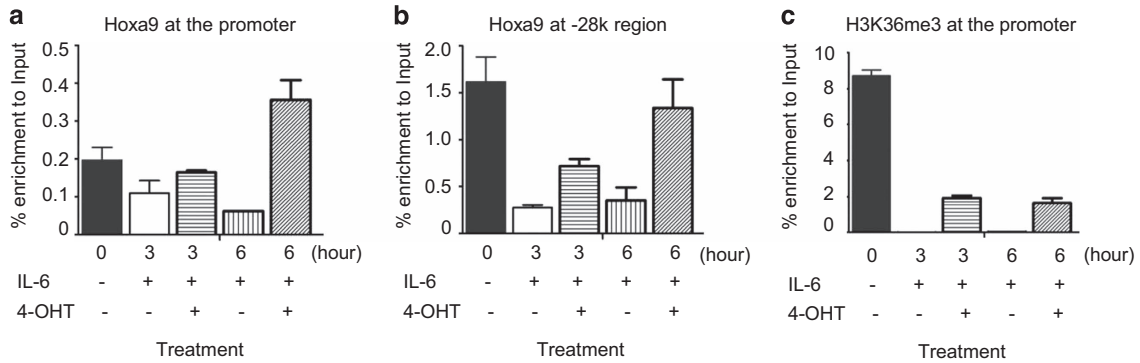 a
Hoxa9 at the promoter
% enrichment to Input
0.5
0.4
0.3
0.2
0.1
0
0 3 3 6 6 (hour)
IL-6 - + + + +
4-OHT - - + - +
Treatment
b
Hoxa9 at -28k region
% enrichment to Input
2.0
1.5
1.0
0.5
0
0 3 3 6 6 (hour)
IL-6 - + + + +
4-OHT - - + - +
Treatment
c
H3K36me3 at the promoter
% enrichment to Input
10
8
6
4
2
0
0 3 3 6 6 (hour)
IL-6 - + + + +
4-OHT - - + - +
Treatment